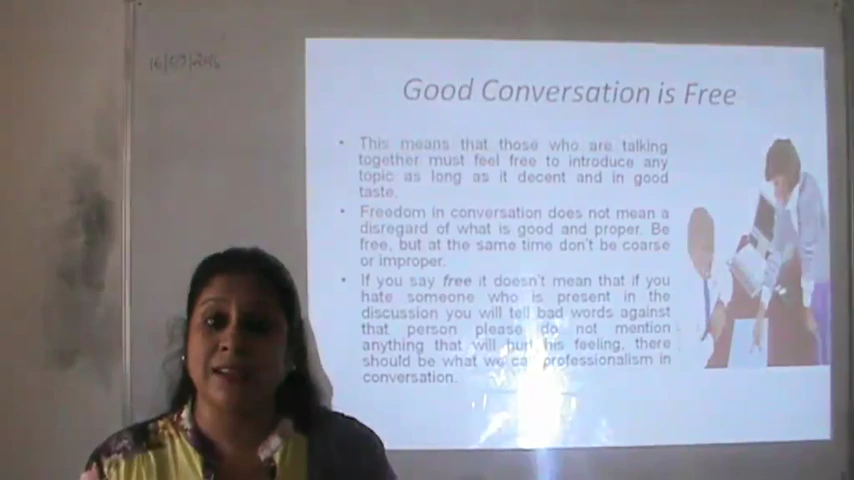 Good Conversation is Free
• This means that those who are talking
together must feel free to introduce any
topic as long as it decent and in good
taste.
• Freedom in conversation does not mean a
disregard of what is good and proper. Be
free, but at the same time don't be coarse
or improper.
• If you say free it doesn't mean that if you
hate someone who is present in the
discussion you will tell bad words against
that person please do not mention
anything that will hurt his feeling, there
should be what we call professionalism in
conversation.